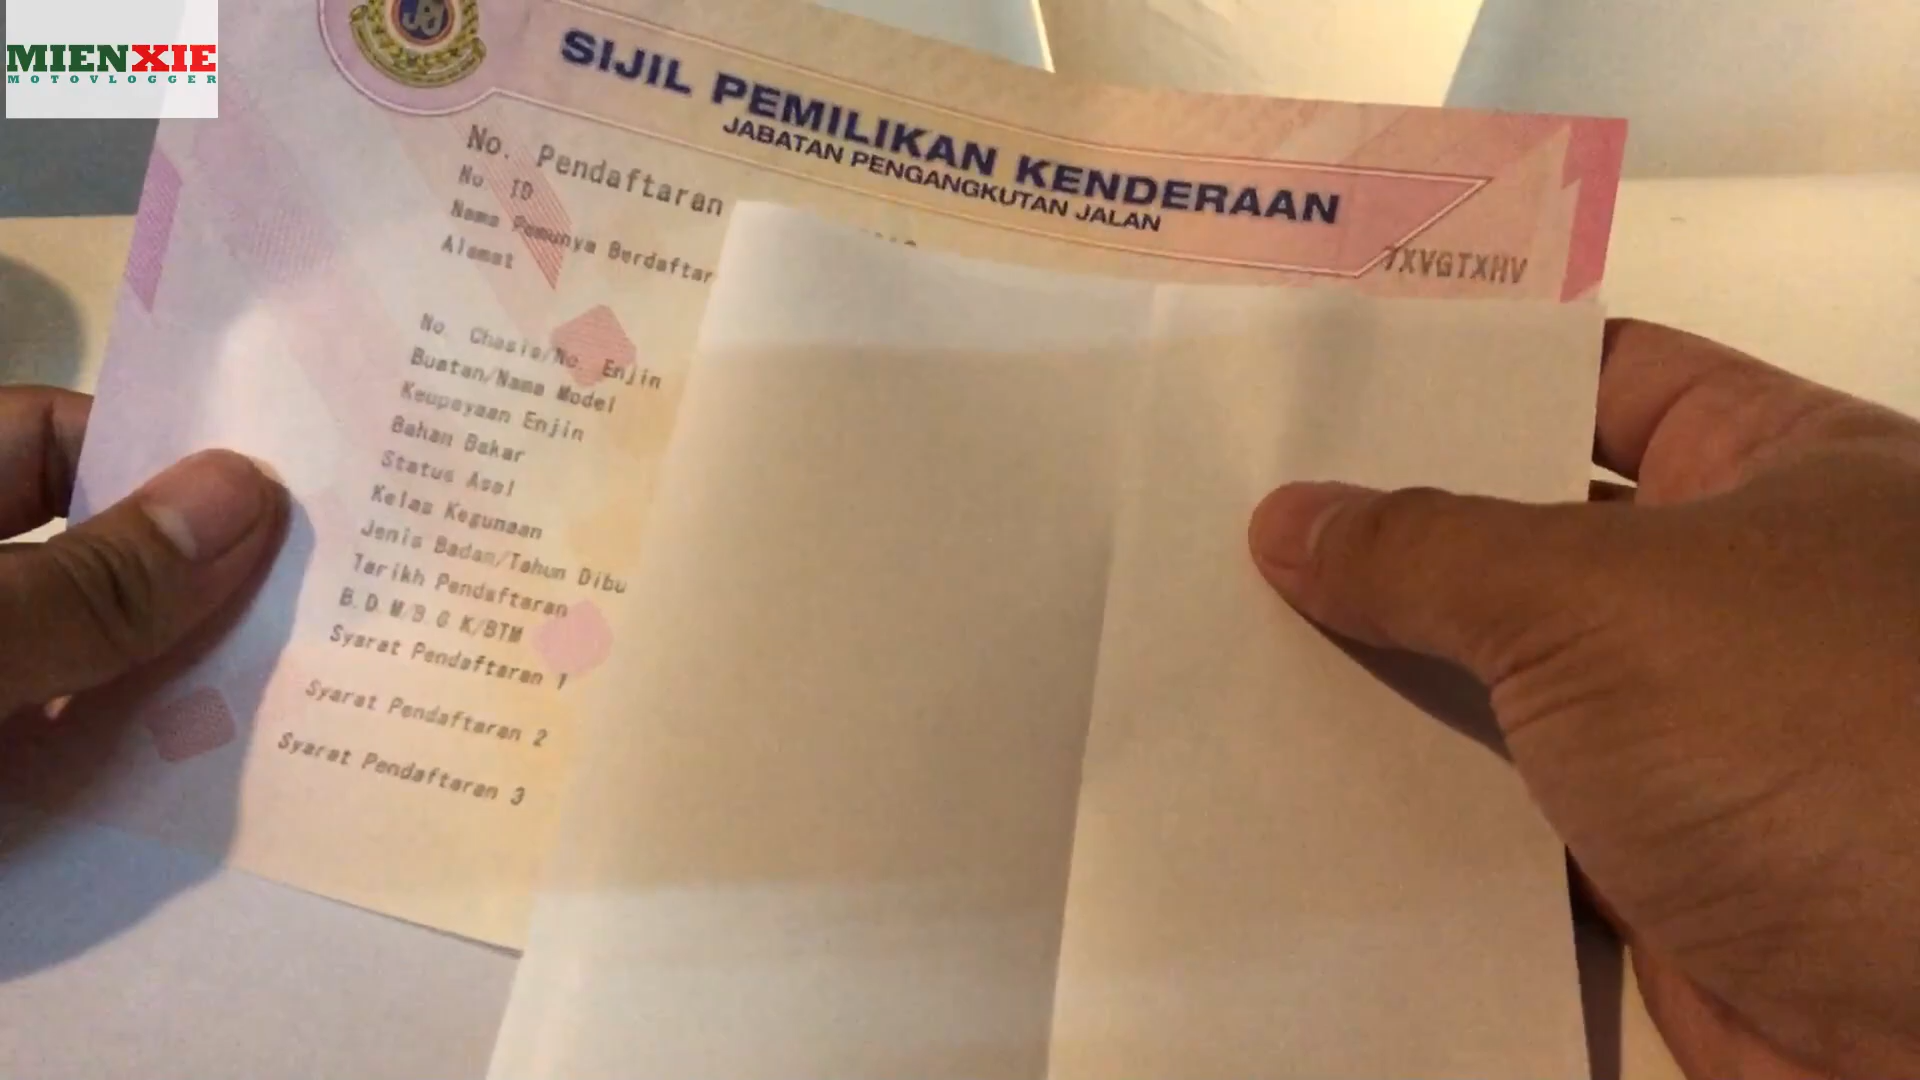 MIENXIE
MOTOVLOGGER
SIJIL PEMILIKAN KENDERAAN
JABATAN PENGANGKUTAN JALAN
7XVGTXHV
No. Pendaftaran
No ID
Nama Pemunya Berdaftar
Alamat
No. Chasis/No. Enjin
Buatan/Nama Model
Keupayaan Enjin
Bahan Bakar
Status Asal
Kelas Kegunaan
Jenis Badan/Tahun Dibu
Tarikh Pendaftaran
B.D.M/B.G.K/BTM
Syarat Pendaftaran 1
Syarat Pendaftaran 2
Syarat Pendaftaran 3